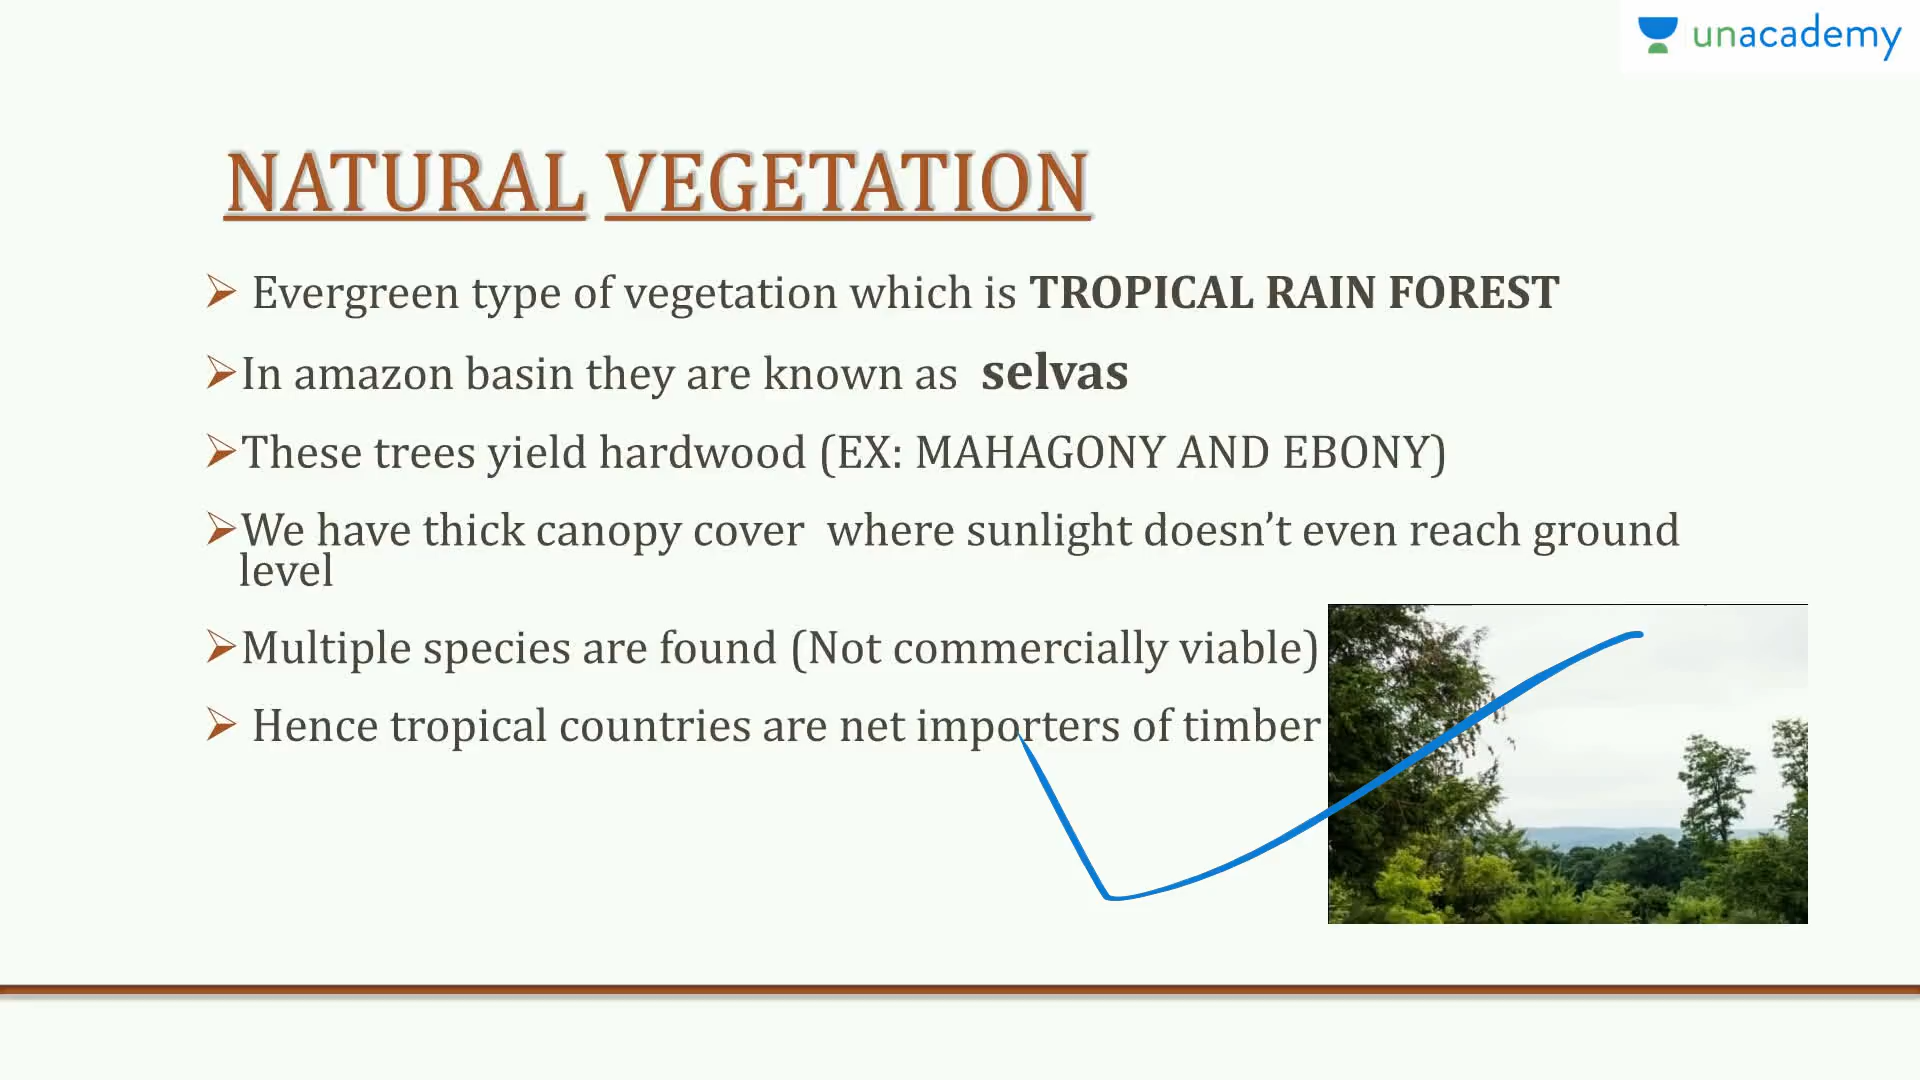 unacademy
NATURAL VEGETATION
Evergreen type of vegetation which is TROPICAL RAIN FOREST
In amazon basin they are known as selvas
These trees yield hardwood (EX: MAHAGONY AND EBONY)
We have thick canopy cover where sunlight doesn’t even reach ground
level
Multiple species are found (Not commercially viable)
Hence tropical countries are net importers of timber